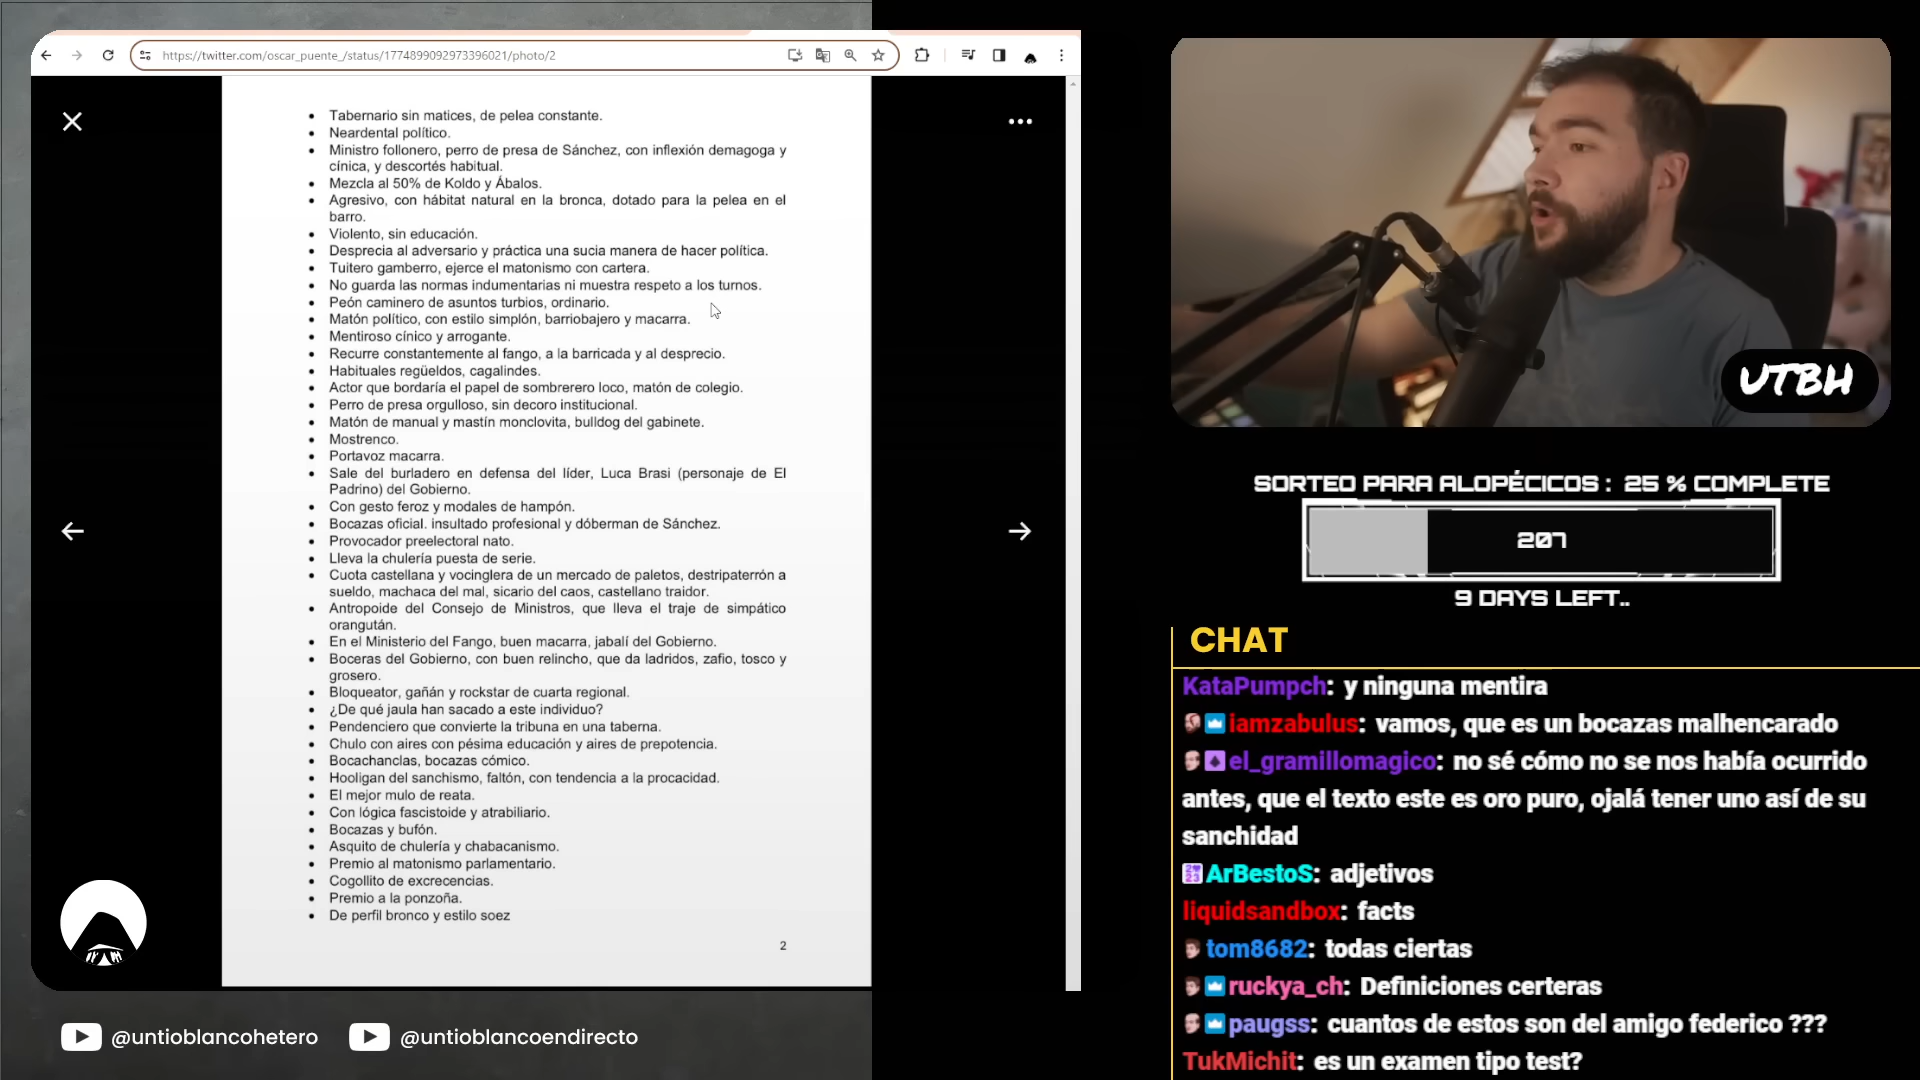 https://twitter.com/oscar_puente_/status/1774899092973396021/photo/2
• Tabernario sin matices, de pelea constante.
• Neardental político.
• Ministro follonero, perro de presa de Sánchez, con inflexión demagoga y
cínica, y descortés habitual.
• Mezcla al 50% de Koldo y Ábalos.
• Agresivo, con hábitat natural en la bronca, dotado para la pelea en el
barro.
• Violento, sin educación.
• Desprecia al adversario y práctica una sucia manera de hacer política.
• Tuitero gamberro, ejerce el matonismo con cartera.
• No guarda las normas indumentarias ni muestra respeto a los turnos.
• Peón caminero de asuntos turbios, ordinario.
• Matón político, con estilo simplón, barriobajero y macarra.
• Mentiroso cínico y arrogante.
• Recurre constantemente al fango, a la barricada y al desprecio.
• Habituales regüeldos, cagalindes.
• Actor que bordaría el papel de sombrerero loco, matón de colegio.
• Perro de presa orgulloso, sin decoro institucional.
• Matón de manual y mastín monclovita, bulldog del gabinete.
• Mostrenco.
• Portavoz macarra.
• Sale del burladero en defensa del líder, Luca Brasi (personaje de El
Padrino) del Gobierno.
• Con gesto feroz y modales de hampón.
• Bocazas oficial. insultado profesional y dóberman de Sánchez.
• Provocador preelectoral nato.
• Lleva la chulería puesta de serie.
• Cuota castellana y vocinglera de un mercado de paletos, destripaterrón a
sueldo, machaca del mal, sicario del caos, castellano traidor.
• Antropoide del Consejo de Ministros, que lleva el traje de simpático
orangután.
• En el Ministerio del Fango, buen macarra, jabalí del Gobierno.
• Boceras del Gobierno, con buen relincho, que da ladridos, zafio, tosco y
grosero.
• Bloqueator, gañán y rockstar de cuarta regional.
• ¿De qué jaula han sacado a este individuo?
• Pendenciero que convierte la tribuna en una taberna.
• Chulo con aires con pésima educación y aires de prepotencia.
• Bocachanclas, bocazas cómico.
• Hooligan del sanchismo, faltón, con tendencia a la procacidad.
• El mejor mulo de reata.
• Con lógica fascistoide y atrabiliario.
• Bocazas y bufón.
• Asquito de chulería y chabacanismo.
• Premio al matonismo parlamentario.
• Cogollito de excrecencias.
• Premio a la ponzoña.
• De perfil bronco y estilo soez
2
@untioblancohetero
@untioblancoendirecto
UTBH
SORTEO PARA ALOPÉCICOS : 25 % COMPLETE
207
9 DAYS LEFT..
CHAT
KataPumpch: y ninguna mentira
iamzabulus: vamos, que es un bocazas malhencarado
el_gramillomagico: no sé cómo no se nos había ocurrido
antes, que el texto este es oro puro, ojalá tener uno así de su
sanchidad
ArBestoS: adjetivos
liquidsandbox: facts
tom8682: todas ciertas
ruckya_ch: Definiciones certeras
paugss: cuantos de estos son del amigo federico ???
TukMichit: es un examen tipo test?